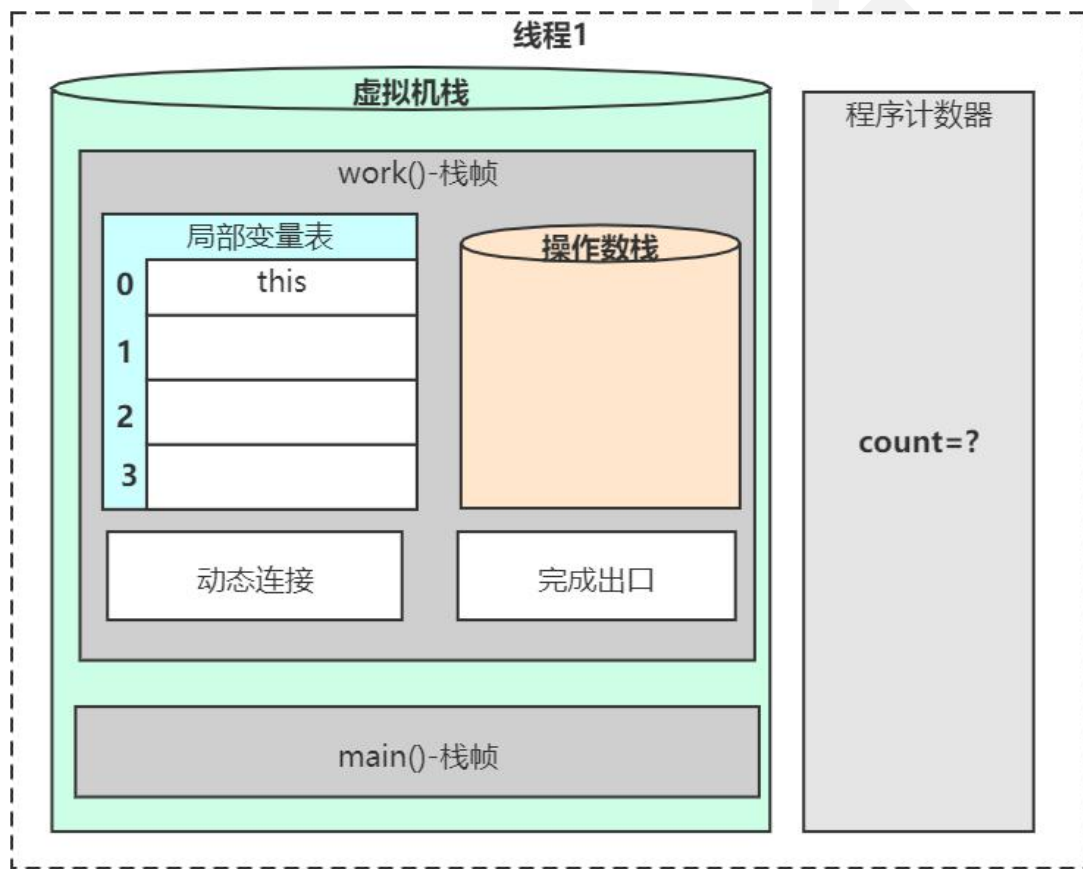 线程1
虚拟机栈
程序计数器
work()-栈帧
局部变量表
操作数栈
0
this
1
2
3
count=?
动态连接
完成出口
main()-栈帧